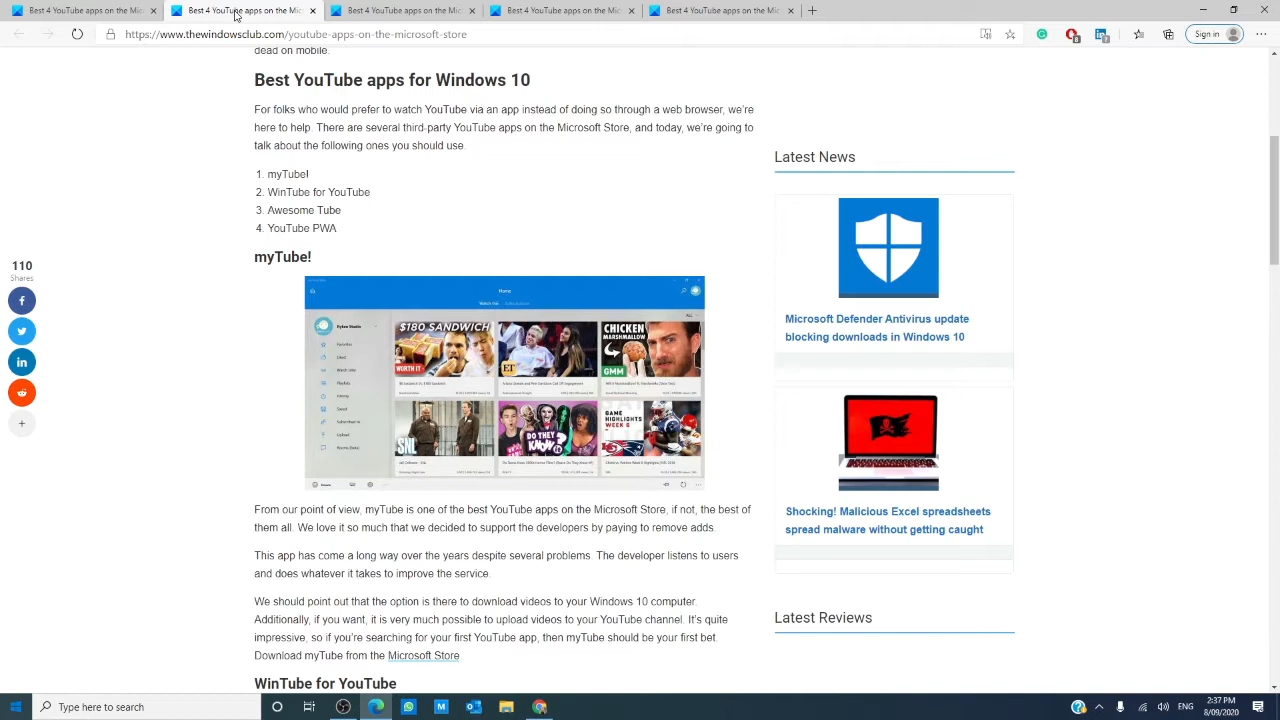 Best 4 YouTube apps on the Mic
Best 4 YouTube apps on the Mic
Best 4 YouTube apps on the Mic
Best 4 YouTube apps on the Mic
Best 4 YouTube apps on the Mic
https://www.thewindowsclub.com/youtube-apps-on-the-microsoft-store
Sign in
dead on mobile.
Best YouTube apps for Windows 10
For folks who would prefer to watch YouTube via an app instead of doing so through a web browser, we're
here to help. There are several third-party YouTube apps on the Microsoft Store, and today, we're going to
talk about the following ones you should use.
1. myTube!
2. WinTube for YouTube
3. Awesome Tube
4. YouTube PWA
myTube!
110
Shares
Home
$180 SANDWICH
WORTH IT
ET
CHICKEN
MARSHMALLOW
GMM
SNL
DO THEY
KNOW?
GAME
HIGHLIGHTS
WEEK 6
From our point of view, myTube is one of the best YouTube apps on the Microsoft Store, if not, the best of
them all. We love it so much that we decided to support the developers by paying to remove adds.
This app has come a long way over the years despite several problems. The developer listens to users
and does whatever it takes to improve the service.
We should point out that the option is there to download videos to your Windows 10 computer.
Additionally, if you want, it is very much possible to upload videos to your YouTube channel. It's quite
impressive, so if you're searching for your first YouTube app, then myTube should be your first bet
Download myTube from the Microsoft Store.
WinTube for YouTube
Latest News
Microsoft Defender Antivirus update
blocking downloads in Windows 10
Shocking! Malicious Excel spreadsheets
spread malware without getting caught
Latest Reviews
Type here to search
ENG
2:37 PM
8/09/2020